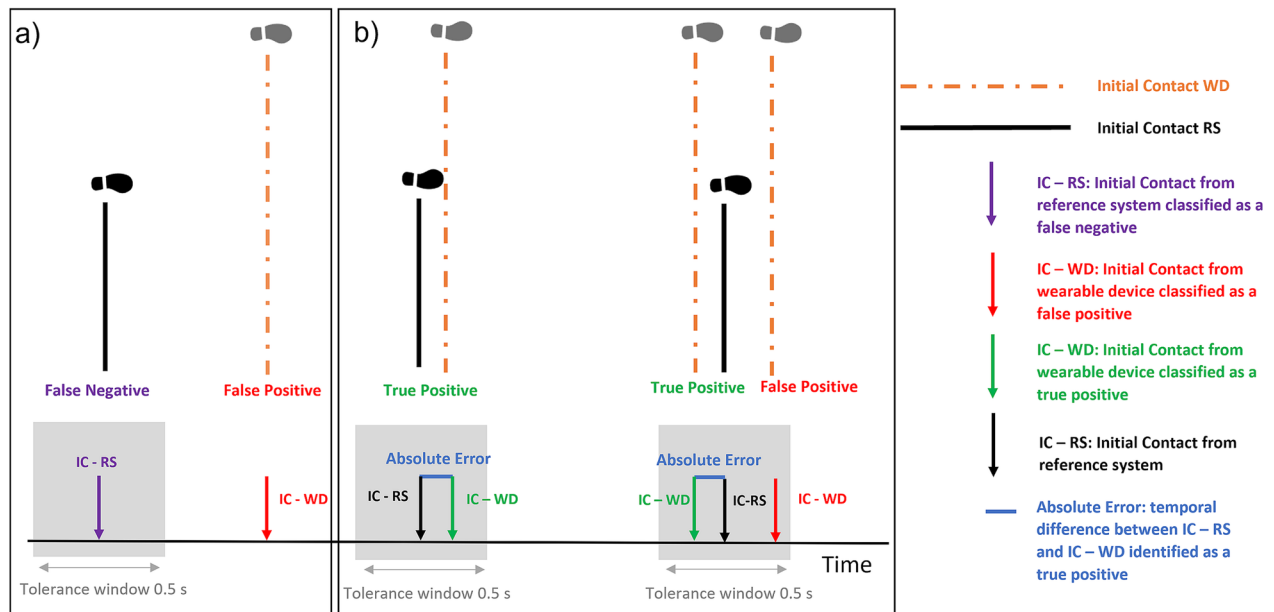 a)
False Negative
False Positive
IC - RS
IC - WD
Tolerance window 0.5 s
b)
True Positive
True Positive
False Positive
Absolute Error
IC - RS
IC – WD
Absolute Error
IC – WD
IC-RS
IC - WD
Time
Tolerance window 0.5 s
Tolerance window 0.5 s
Initial Contact WD
Initial Contact RS
IC – RS: Initial Contact from
reference system classified as a
false negative
IC – WD: Initial Contact from
wearable device classified as a
false positive
IC – WD: Initial Contact from
wearable device classified as a
true positive
IC – RS: Initial Contact from
reference system
Absolute Error: temporal
difference between IC – RS
and IC – WD identified as a
true positive